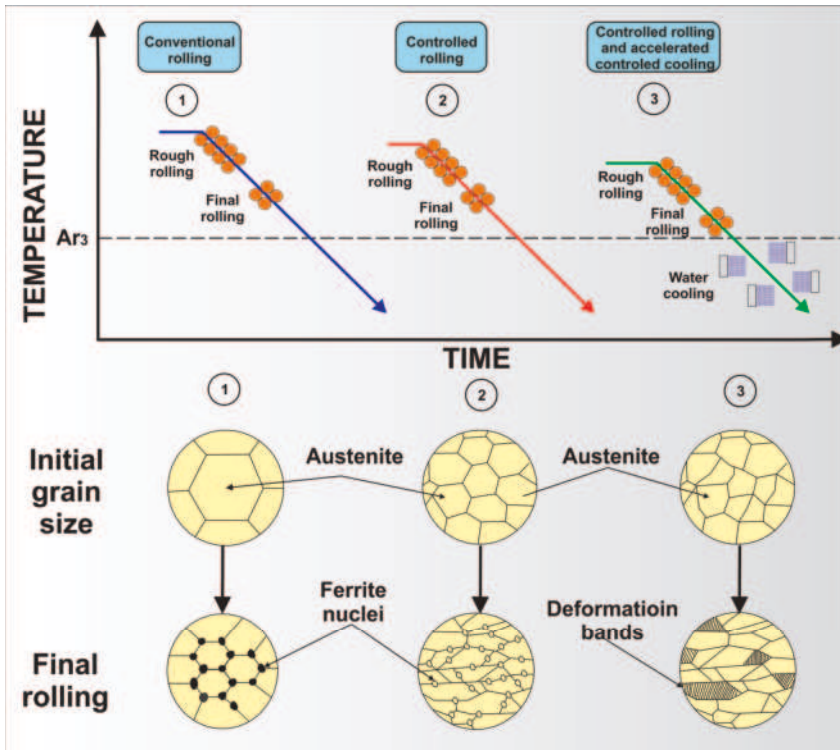 Conventional
rolling
Controlled
rolling
Controlled rolling
and accelerated
controled cooling
1
2
3
TEMPERATURE
Ar3
Rough
rolling
Final
rolling
Rough
rolling
Final
rolling
Rough
rolling
Final
rolling
Water
cooling
TIME
1
2
3
Initial
grain
size
Austenite
Austenite
Final
rolling
Ferrite
nuclei
Deformatioin
bands